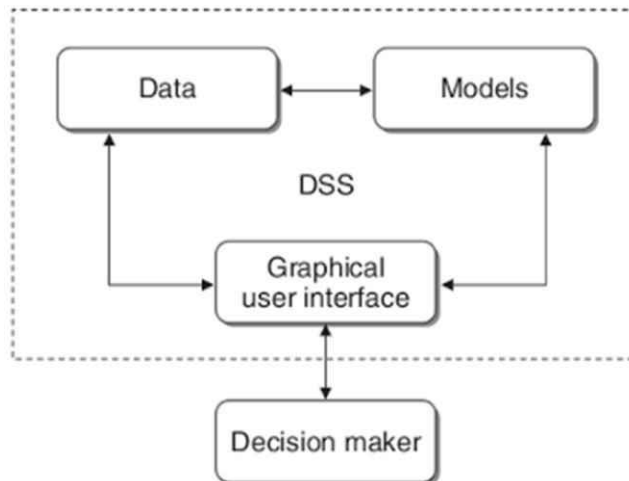 Data
Models
DSS
Graphical
user interface
Decision maker